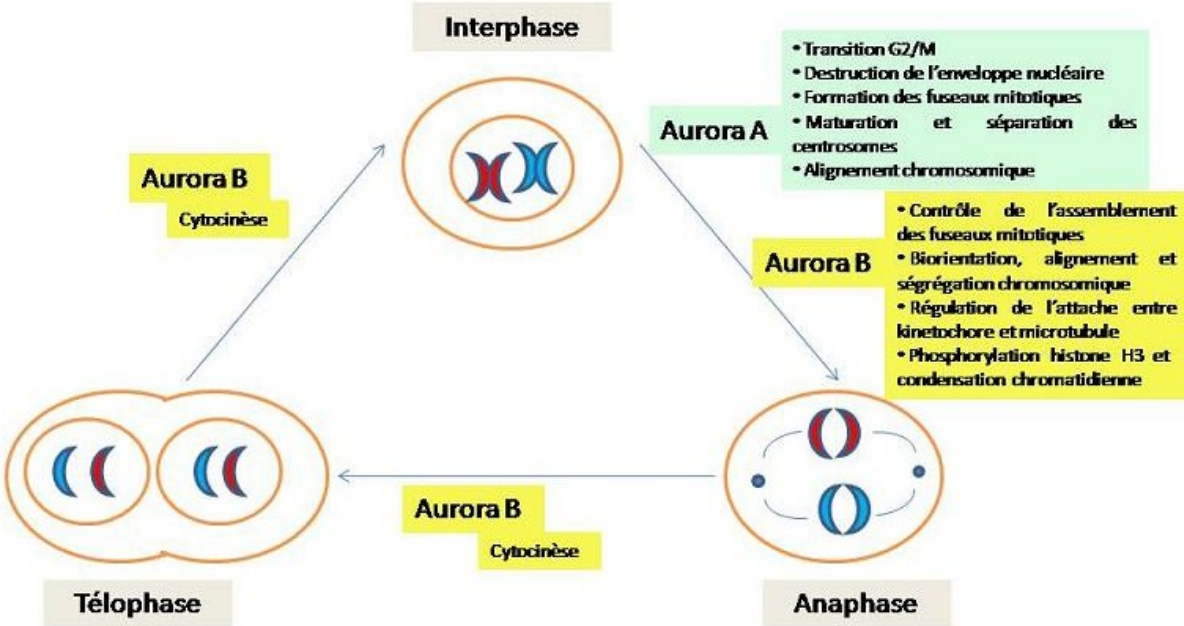 Interphase
Aurora A
• Transition G2/M
• Destruction de l'enveloppe nucléaire
• Formation des fuseaux mitotiques
• Maturation et séparation des
centrosomes
• Alignement chromosomique
Aurora B
Cytocinèse
Aurora B
• Contrôle de l'assemblement
des fuseaux mitotiques
• Biorientation, alignement et
ségrégation chromosomique
• Régulation de l'attache entre
kinetochore et microtubule
• Phosphorylation histone H3 et
condensation chromatidienne
Aurora B
Cytocinèse
Télophase
Anaphase